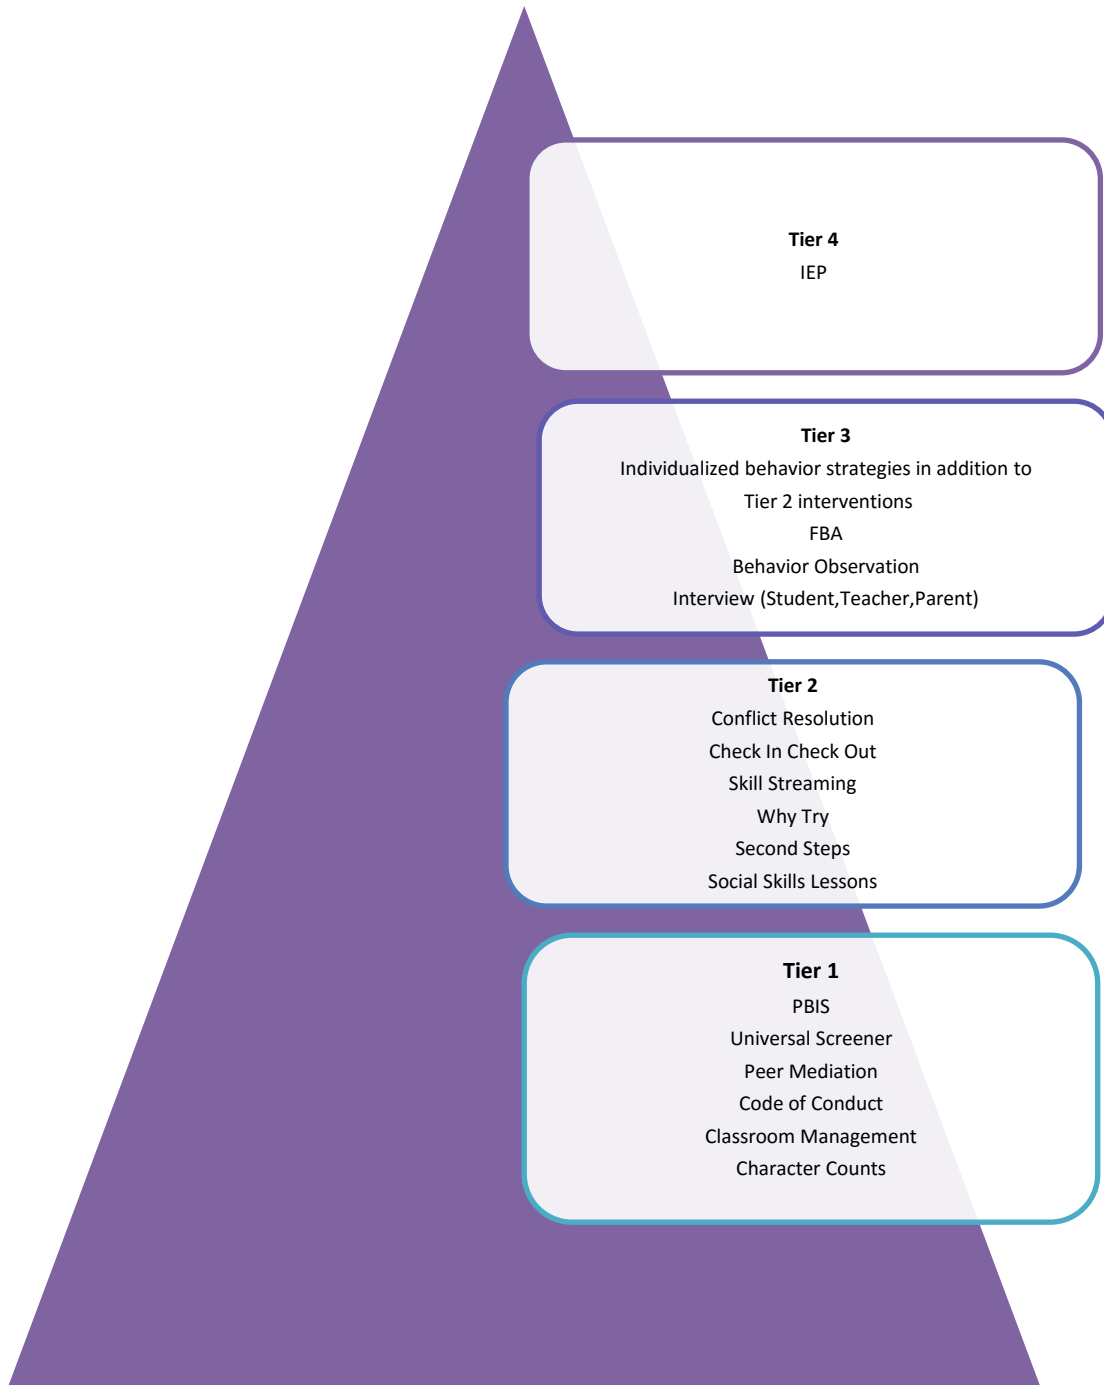 Tier 4
IEP
Tier 3
Individualized behavior strategies in addition to
Tier 2 interventions
FBA
Behavior Observation
Interview (Student,Teacher,Parent)
Tier 2
Conflict Resolution
Check In Check Out
Skill Streaming
Why Try
Second Steps
Social Skills Lessons
Tier 1
PBIS
Universal Screener
Peer Mediation
Code of Conduct
Classroom Management
Character Counts